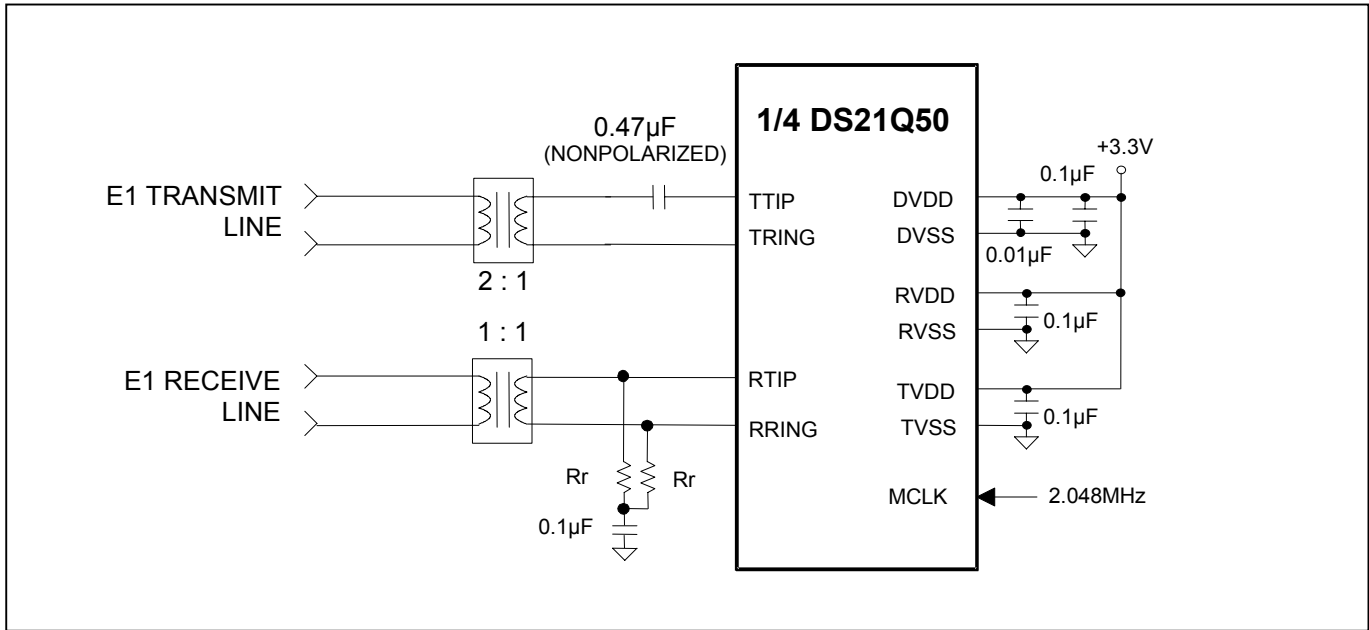 1/4 DS21Q50
0.47µF
(NONPOLARIZED)
+3.3V
0.1µF
E1 TRANSMIT
LINE
TTIP
DVDD
TRING
DVSS
0.01µF
2 : 1
RVDD
0.1µF
RVSS
1 : 1
E1 RECEIVE
LINE
RTIP
TVDD
0.1µF
RRING
TVSS
Rr
Rr
MCLK
2.048MHz
0.1µF